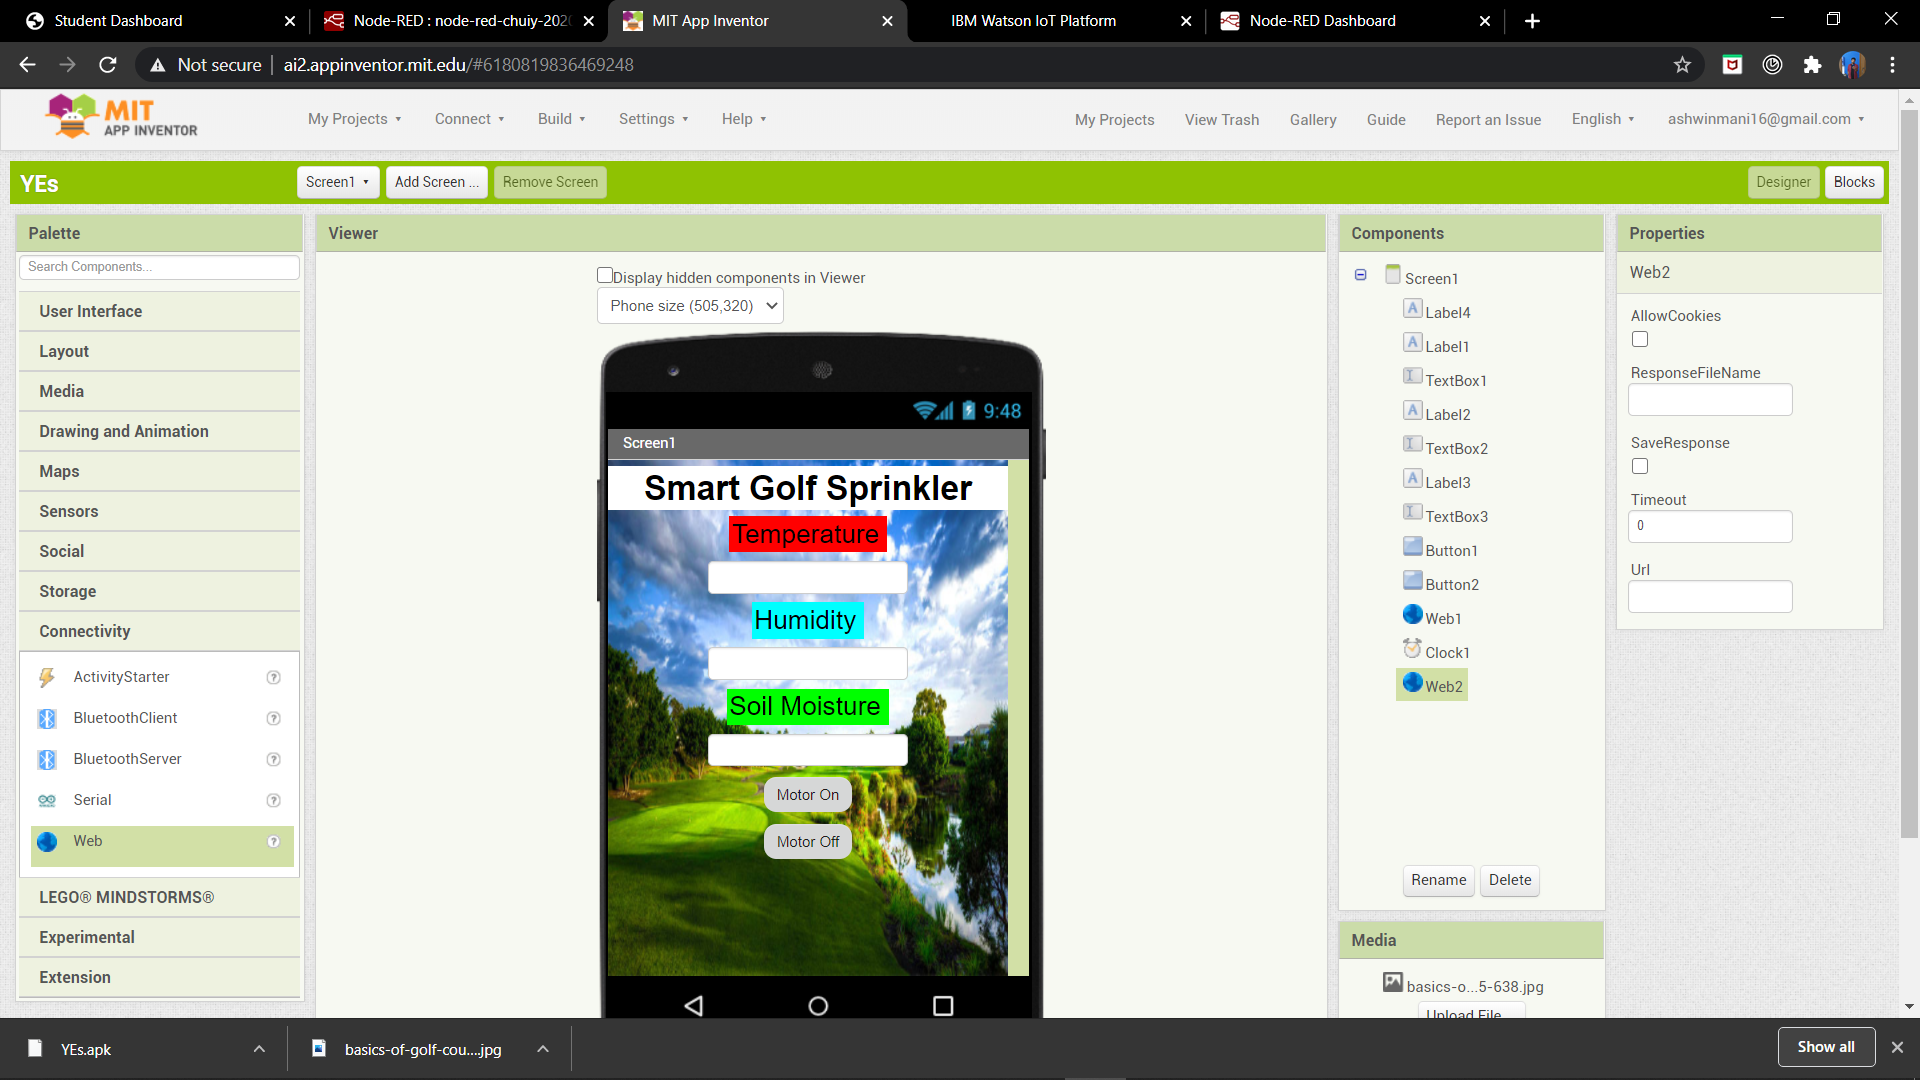 Student Dashboard
Node-RED : node-red-chuiy-202
MIT App Inventor
IBM Watson IoT Platform
Node-RED Dashboard
Not secure
ai2.appinventor.mit.edu/#6180819836469248
MIT
APP INVENTOR
My Projects
Connect
Build
Settings
Help
My Projects
View Trash
Gallery
Guide
Report an Issue
English
ashwinmani16@gmail.com
YEs
Screen1
Add Screen ...
Remove Screen
Designer
Blocks
Palette
Search Components...
User Interface
Layout
Media
Drawing and Animation
Maps
Sensors
Social
Storage
Connectivity
ActivityStarter
?
BluetoothClient
?
BluetoothServer
?
Serial
?
Web
?
LEGO® MINDSTORMS®
Experimental
Extension
Viewer
Display hidden components in Viewer
Phone size (505,320)
9:48
Screen1
Smart Golf Sprinkler
Temperature
Humidity
Soil Moisture
Motor On
Motor Off
Components
Screen1
A Label4
A Label1
TextBox1
A Label2
TextBox2
A Label3
TextBox3
Button1
Button2
Web1
Clock1
Web2
Rename
Delete
Media
basics-o...5-638.jpg
Upload File ...
Properties
Web2
AllowCookies
ResponseFileName
SaveResponse
Timeout
0
Url
YEs.apk
basics-of-golf-cou....jpg
Show all